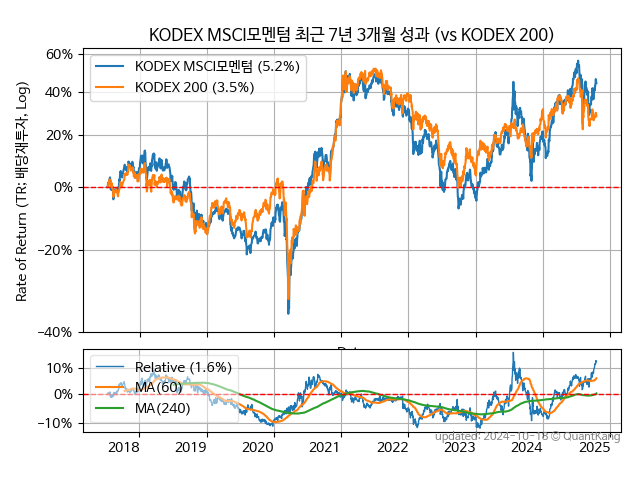 KODEX MSCI모멘텀 최근 7년 3개월 성과 (vs KODEX 200)
Rate of Return (TR: 배당재투자, Log)
60%
40%
20%
0%
−20%
−40%
KODEX MSCI모멘텀 (5.2%)
KODEX 200 (3.5%)
10%
0%
−10%
Relative (1.6%)
MA(60)
MA(240)
2018 2019 2020 2021 2022 2023 2024 2025
updated: 2024-10-18 © QuantKang